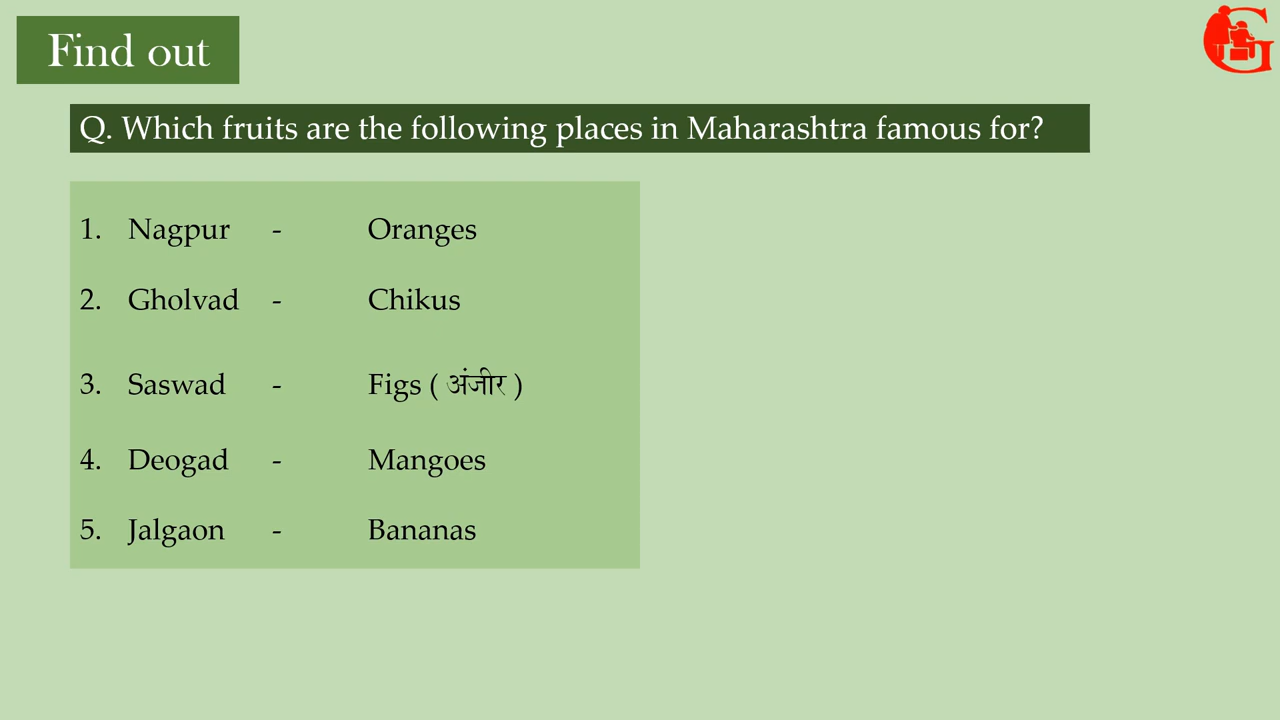 Find out
Q. Which fruits are the following places in Maharashtra famous for?
1. Nagpur - Oranges
2. Gholvad - Chikus
3. Saswad - Figs ( अंजीर )
4. Deogad - Mangoes
5. Jalgaon - Bananas